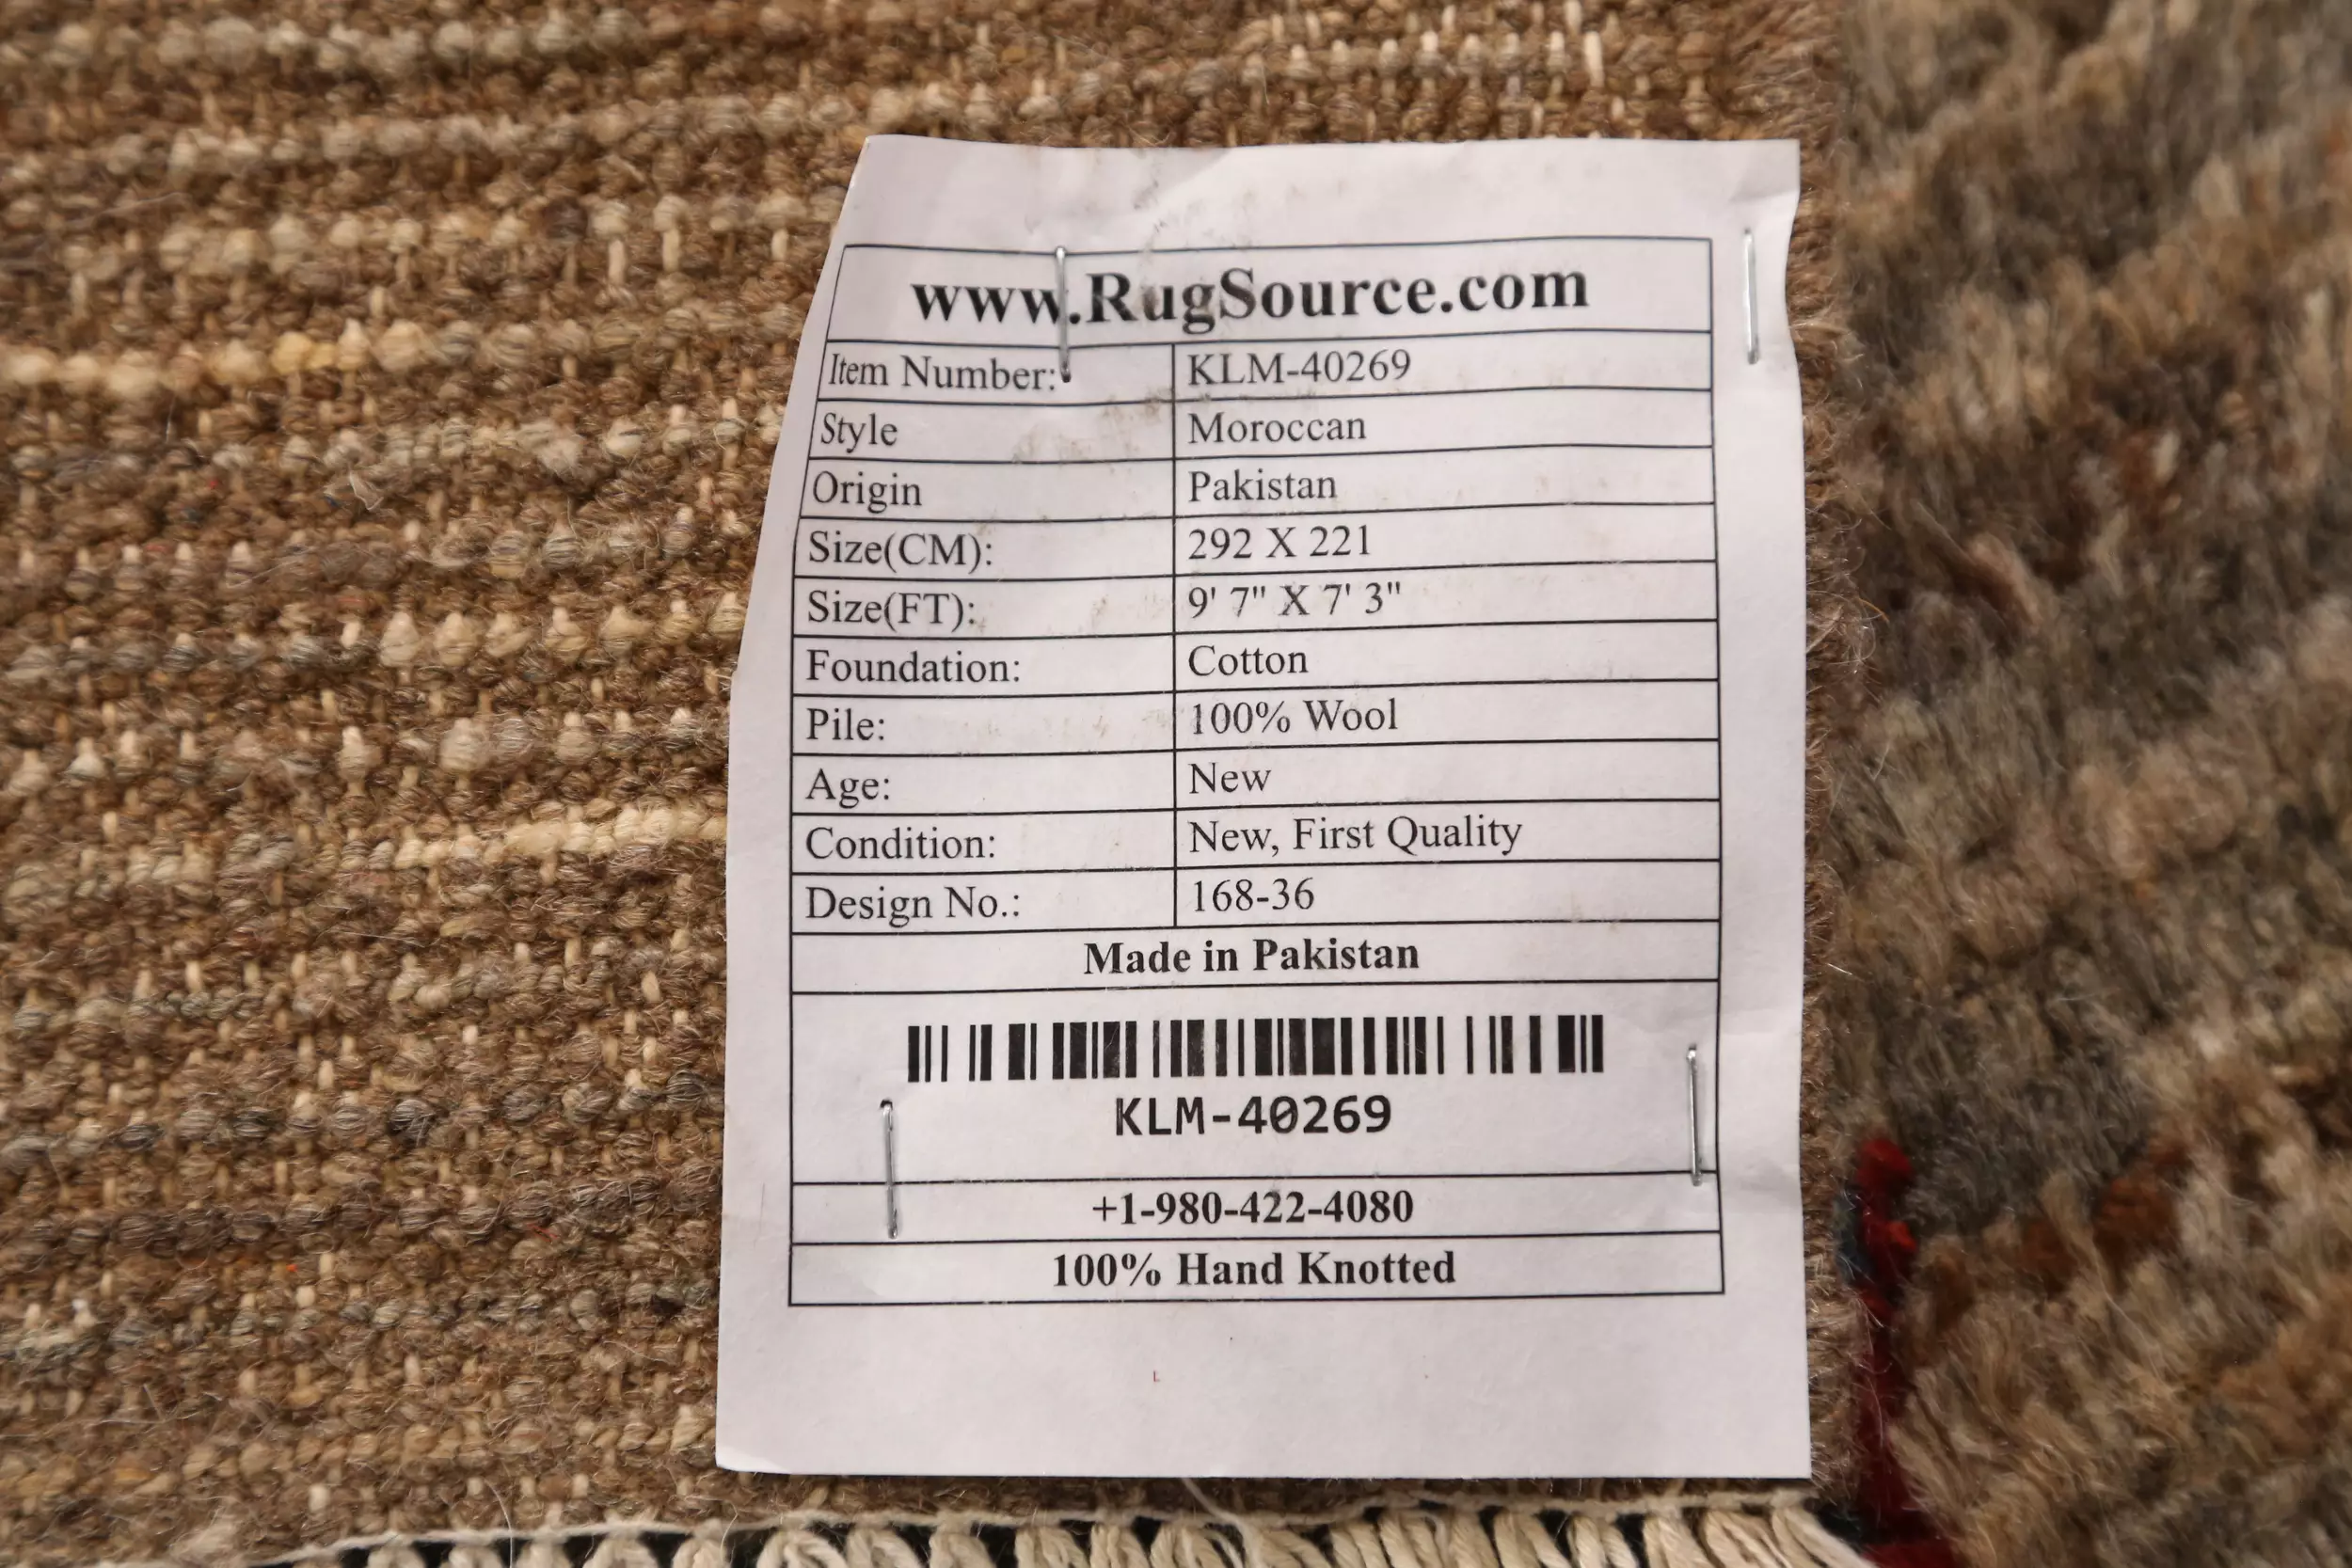 www.RugSource.com
Item Number: KLM-40269
Style Moroccan
Origin Pakistan
Size(CM): 292 X 221
Size(FT): 9' 7" X 7' 3"
Foundation: Cotton
Pile: 100% Wool
Age: New
Condition: New, First Quality
Design No.: 168-36
Made in Pakistan
KLM-40269
+1-980-422-4080
100% Hand Knotted